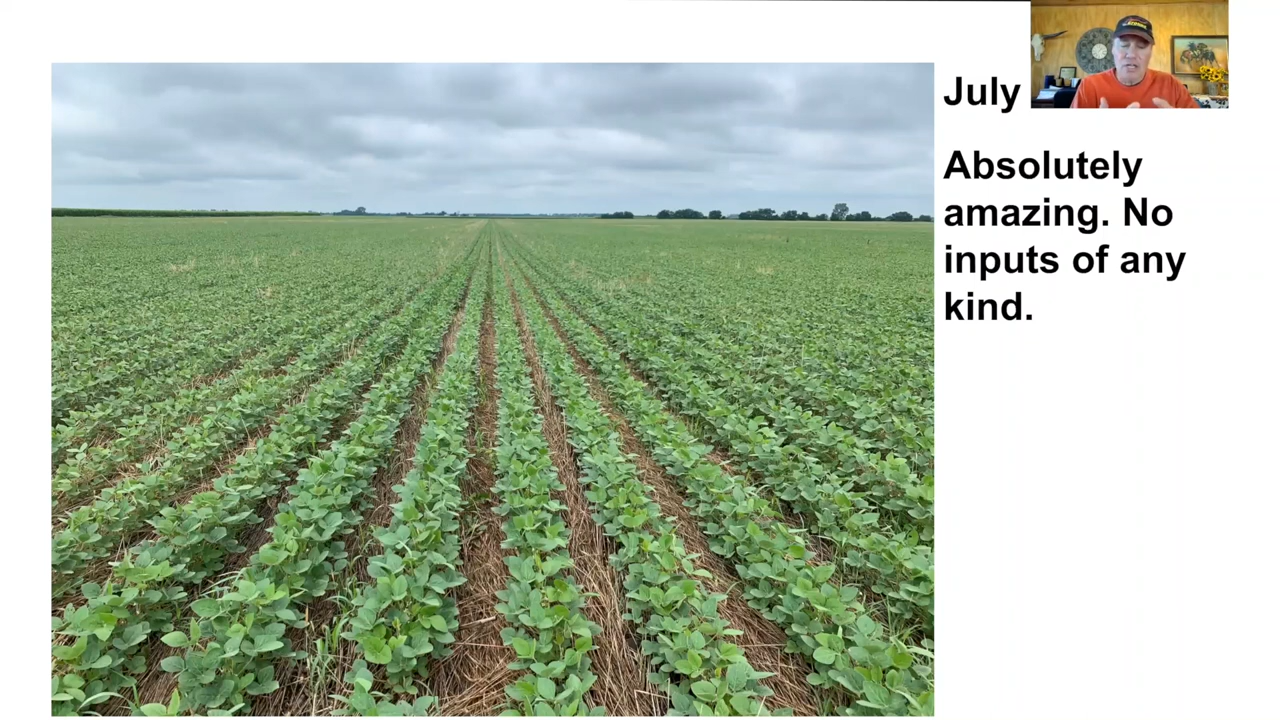 July
Absolutely
amazing. No
inputs of any
kind.